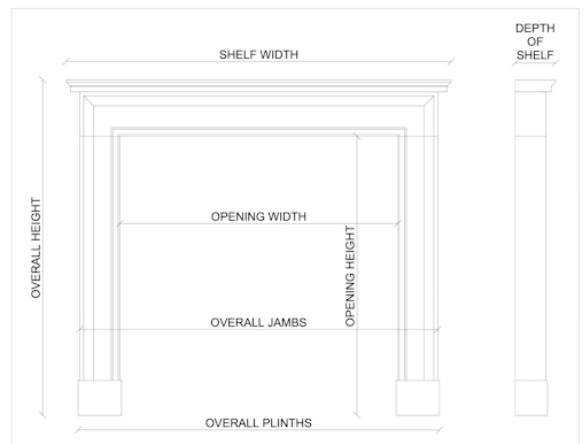 SHELF WIDTH
DEPTH
OF
SHELF
OVERALL HEIGHT
OPENING WIDTH
OPENING HEIGHT
OVERALL JAMBS
OVERALL PLINTHS